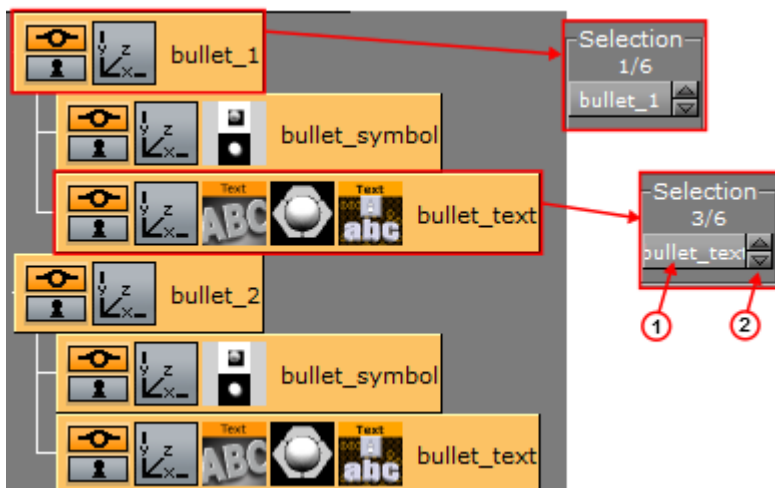 bullet_1
Selection
1/6
bullet_1
bullet_symbol
Text
ABC
Text
abc
bullet_text
Selection
3/6
bullet_text
1
2
bullet_2
bullet_symbol
Text
ABC
Text
abc
bullet_text